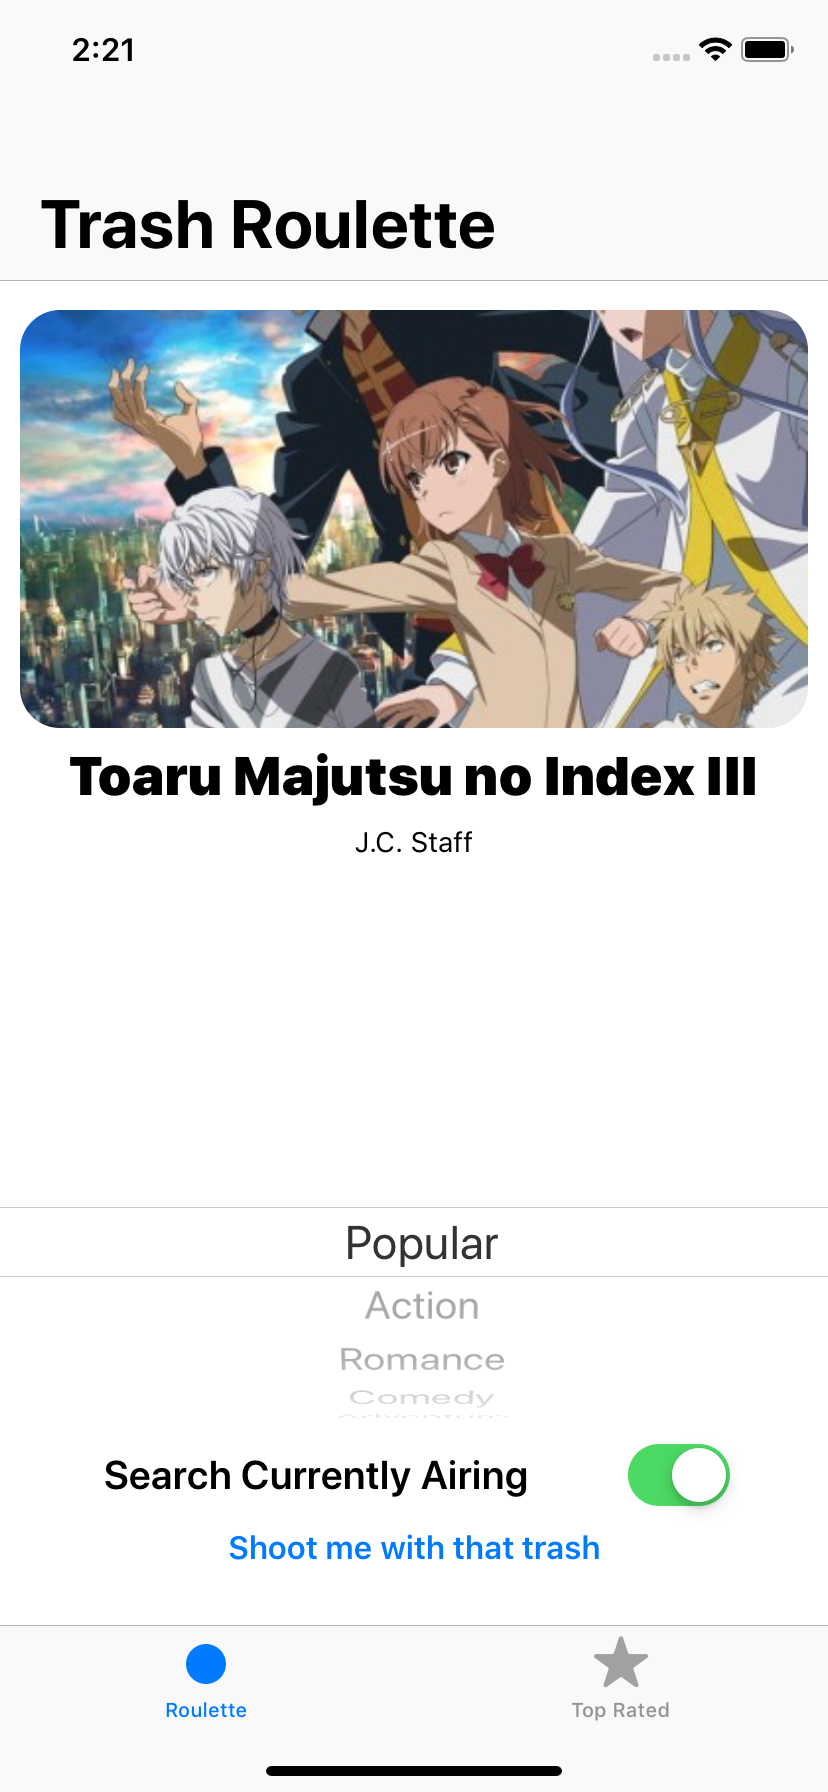 2:21
Trash Roulette
Toaru Majutsu no Index III
J.C. Staff
Popular
Action
Romance
Comedy
Adventure
Search Currently Airing
Shoot me with that trash
Roulette
Top Rated